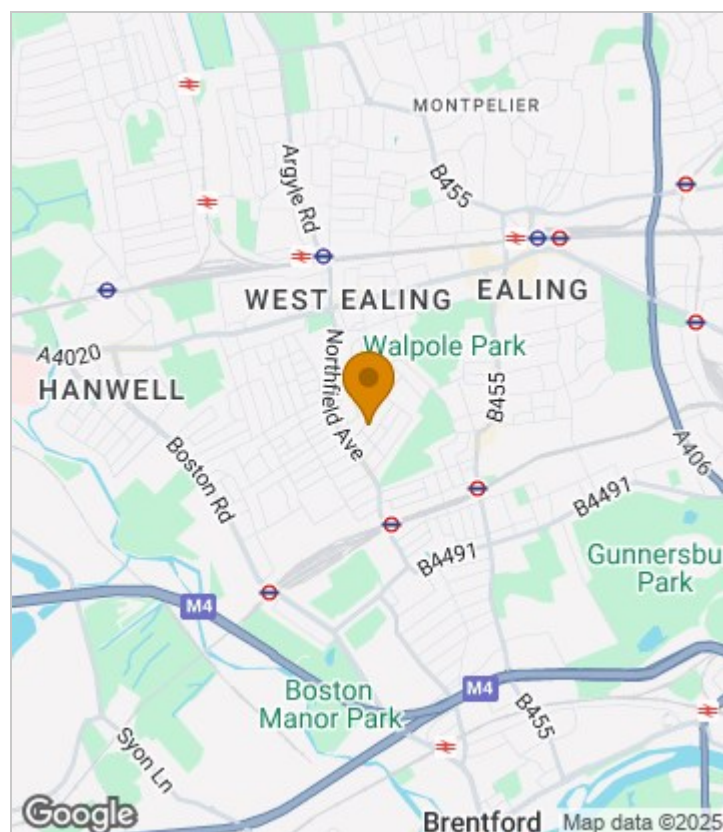 MONTPELIER
Argyle Rd
B455
WEST EALING
EALING
Walpole Park
A4020
HANWELL
Northfield Ave
B455
A406
Boston Rd
B4491
B4491
Gunnersbu
Park
M4
M4
Boston
Manor Park
B455
Syon Ln
Google
Brentford
Map data ©2025